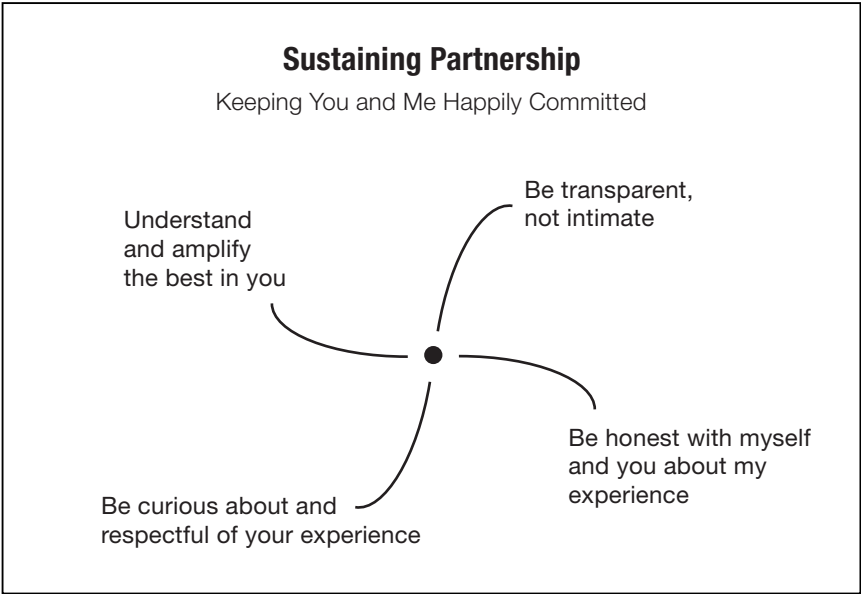 Sustaining Partnership
Keeping You and Me Happily Committed
Be transparent,
not intimate
Understand
and amplify
the best in you
Be honest with myself
and you about my
experience
Be curious about and
respectful of your experience